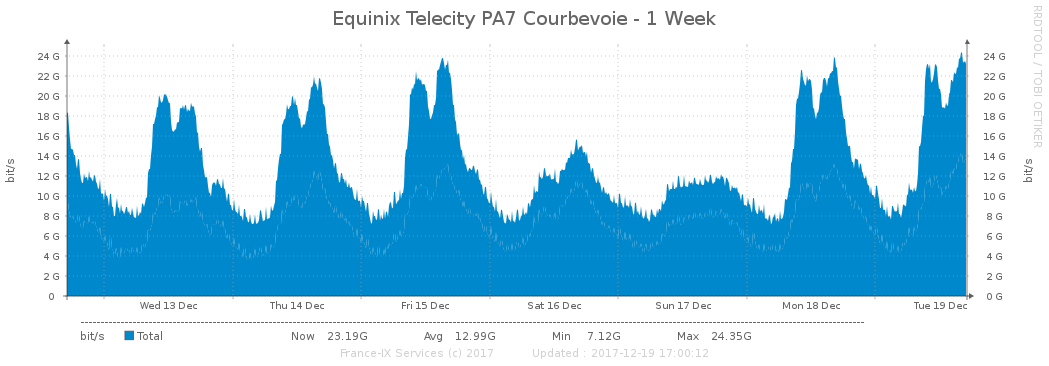 Equinix Telecity PA7 Courbevoie - 1 Week
RRDTOOL / TOBI OETIKER
bit/s
24 G
22 G
20 G
18 G
16 G
14 G
12 G
10 G
8 G
6 G
4 G
2 G
0
24 G
22 G
20 G
18 G
16 G
14 G
12 G
10 G
8 G
6 G
4 G
2 G
0 G
bit/s
Wed 13 Dec Thu 14 Dec Fri 15 Dec Sat 16 Dec Sun 17 Dec Mon 18 Dec Tue 19 Dec
bit/s Total Now 23.19G Avg 12.99G Min 7.12G Max 24.35G
France-IX Services (c) 2017 Updated : 2017-12-19 17:00:12